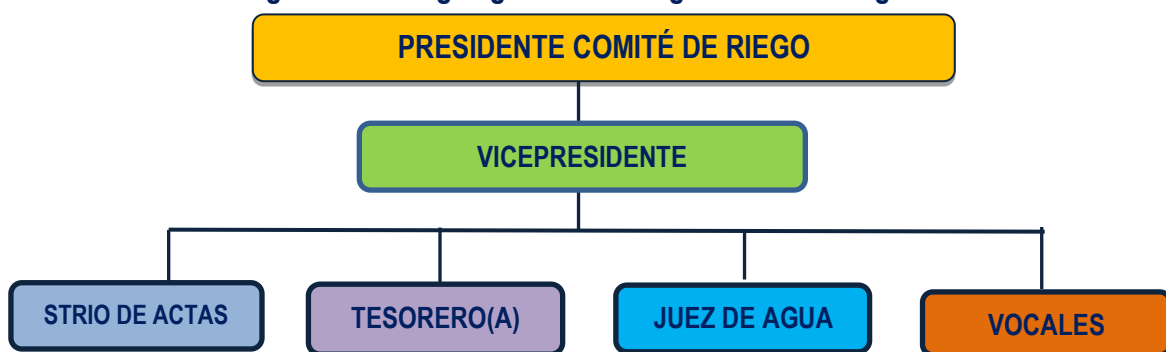 PRESIDENTE COMITÉ DE RIEGO
VICEPRESIDENTE
STRIO DE ACTAS
TESORERO(A)
JUEZ DE AGUA
VOCALES